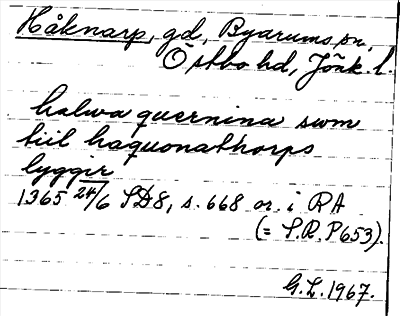 Håknarp, gd, Byarums sn,
Östbo hd, Jönk. l.
halwa quernina swm
tiil haquonathorps
lyggir
1365 24/6 SD8, s. 668 or. i RA
(= S.R.P 653).
G.L. 1967.